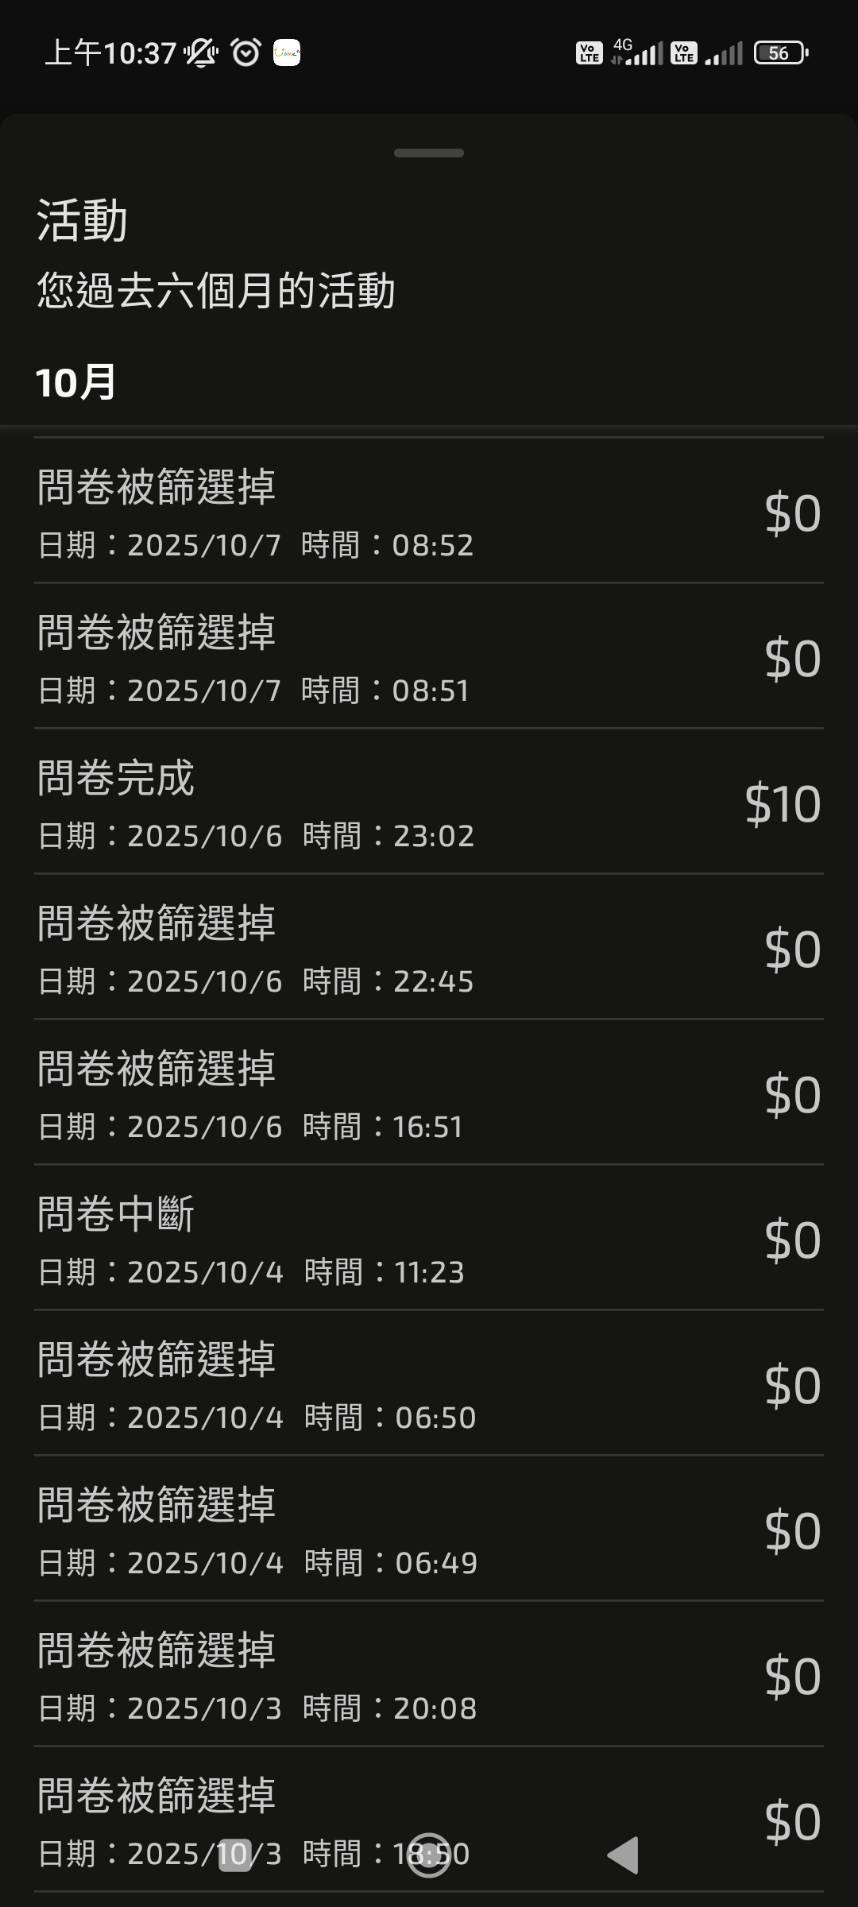 上午10:37
4G
56
活動
您過去六個月的活動
10月
問卷被篩選掉
日期：2025/10/7 時間：08:52
$0
問卷被篩選掉
日期：2025/10/7 時間：08:51
$0
問卷完成
日期：2025/10/6 時間：23:02
$10
問卷被篩選掉
日期：2025/10/6 時間：22:45
$0
問卷被篩選掉
日期：2025/10/6 時間：16:51
$0
問卷中斷
日期：2025/10/4 時間：11:23
$0
問卷被篩選掉
日期：2025/10/4 時間：06:50
$0
問卷被篩選掉
日期：2025/10/4 時間：06:49
$0
問卷被篩選掉
日期：2025/10/3 時間：20:08
$0
問卷被篩選掉
日期：2025/10/3 時間：18:50
$0